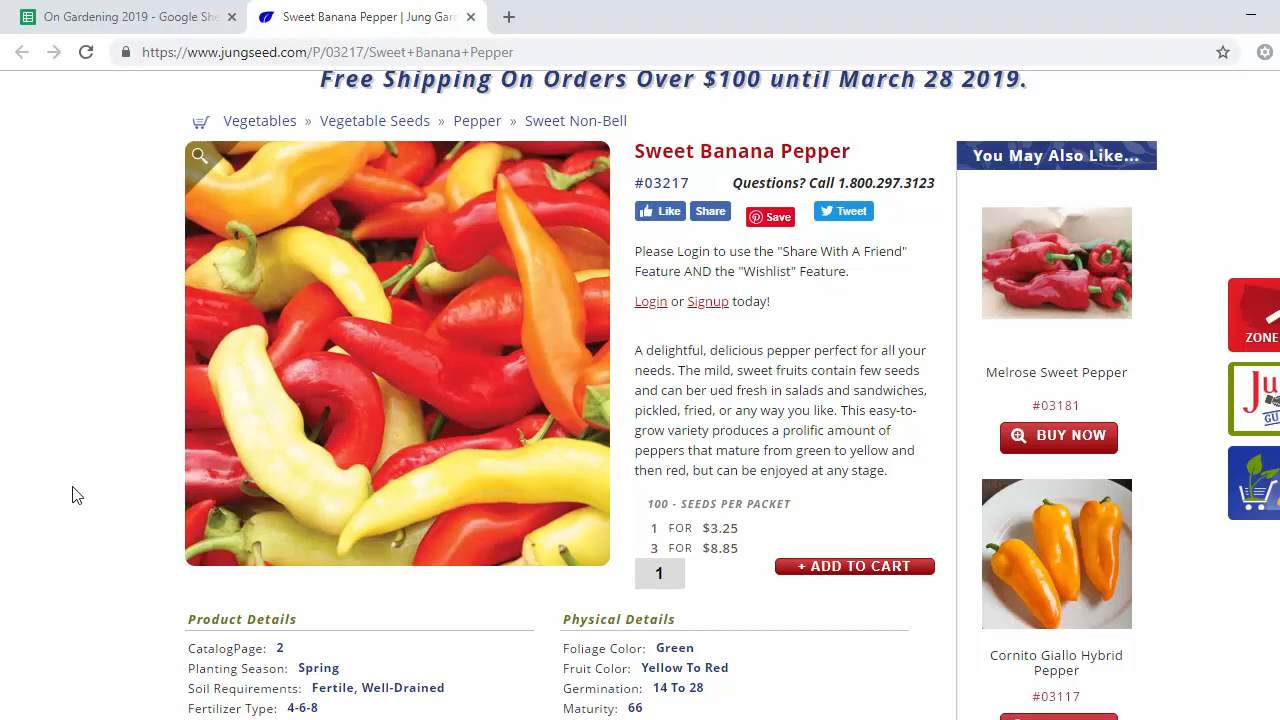 On Gardening 2019 - Google She
Sweet Banana Pepper | Jung Gard
https://www.jungseed.com/P/03217/Sweet+Banana+Pepper
Free Shipping On Orders Over $100 until March 28 2019.
Vegetables » Vegetable Seeds » Pepper » Sweet Non-Bell
Sweet Banana Pepper
#03217 Questions? Call 1.800.297.3123
Like Share Save Tweet
Please Login to use the "Share With A Friend"
Feature AND the "Wishlist" Feature.
Login or Signup today!
A delightful, delicious pepper perfect for all your
needs. The mild, sweet fruits contain few seeds
and can ber ued fresh in salads and sandwiches,
pickled, fried, or any way you like. This easy-to-
grow variety produces a prolific amount of
peppers that mature from green to yellow and
then red, but can be enjoyed at any stage.
100 - SEEDS PER PACKET
1 FOR $3.25
3 FOR $8.85
1
+ ADD TO CART
Product Details
CatalogPage: 2
Planting Season: Spring
Soil Requirements: Fertile, Well-Drained
Fertilizer Type: 4-6-8
Physical Details
Foliage Color: Green
Fruit Color: Yellow To Red
Germination: 14 To 28
Maturity: 66
You May Also Like...
Melrose Sweet Pepper
#03181
BUY NOW
Cornito Giallo Hybrid
Pepper
#03117
ZONE
Ju
GU